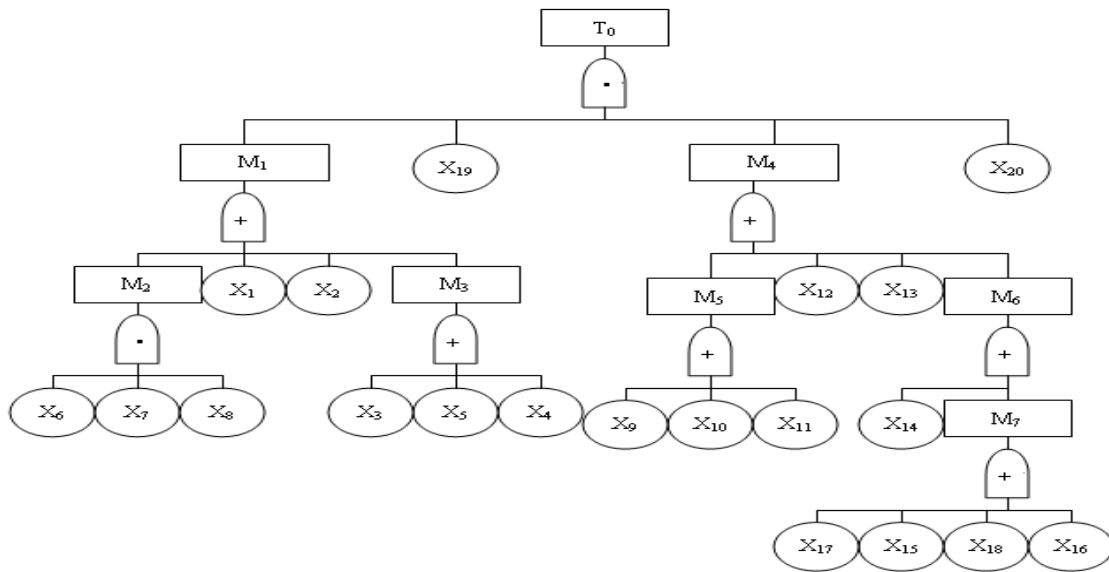 T₀
·
M₁ X₁₉ M₄ X₂₀
+ +
M₂ X₁ X₂ M₃ M₅ X₁₂ X₁₃ M₆
· + + +
X₆ X₇ X₈ X₃ X₅ X₄ X₉ X₁₀ X₁₁ X₁₄ M₇
+
X₁₇ X₁₅ X₁₈ X₁₆